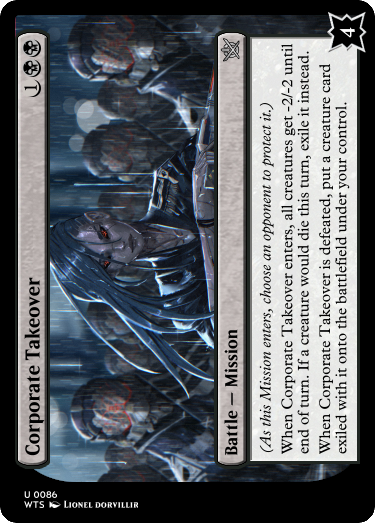 Corporate Takeover
Battle — Mission
(As this Mission enters, choose an opponent to protect it.)
When Corporate Takeover enters, all creatures get -2/-2 until
end of turn. If a creature would die this turn, exile it instead.
When Corporate Takeover is defeated, put a creature card
exiled with it onto the battlefield under your control.
4
U 0086
WTS Lionel Dorvillir